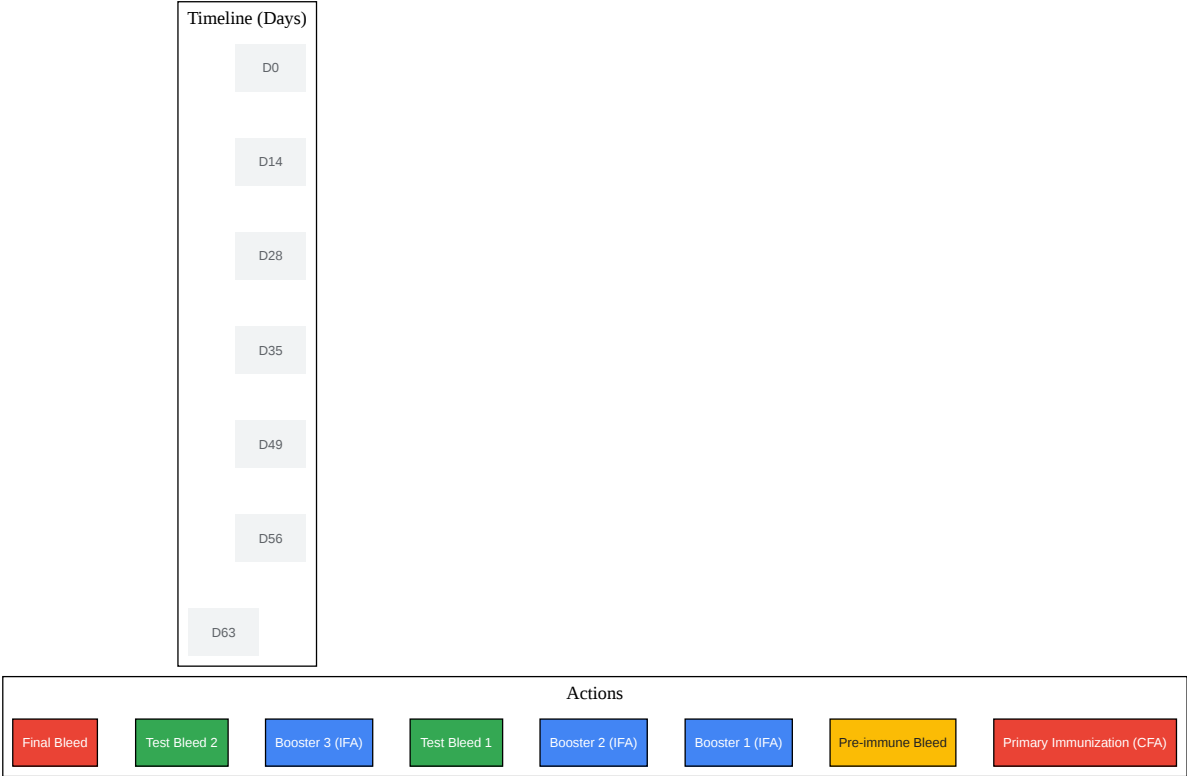 Timeline (Days)
D0
D14
D28
D35
D49
D56
D63
Actions
Final Bleed
Test Bleed 2
Booster 3 (IFA)
Test Bleed 1
Booster 2 (IFA)
Booster 1 (IFA)
Pre-immune Bleed
Primary Immunization (CFA)